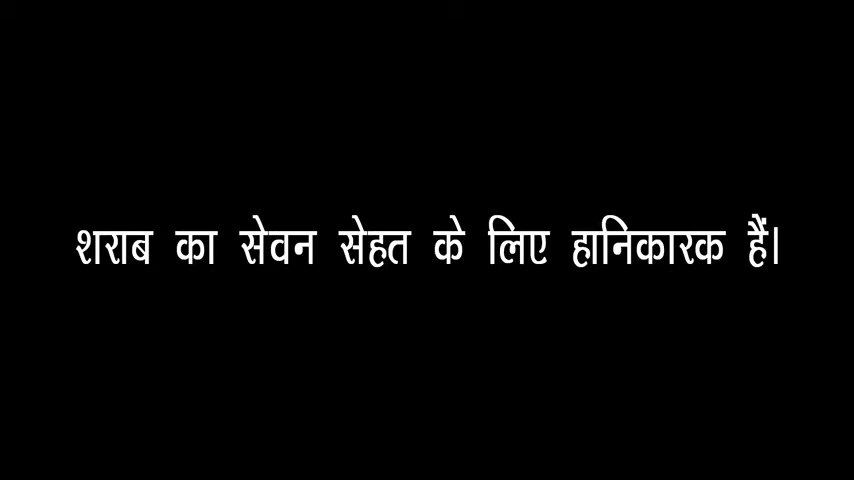 शराब का सेवन सेहत के लिए हानिकारक हैं।